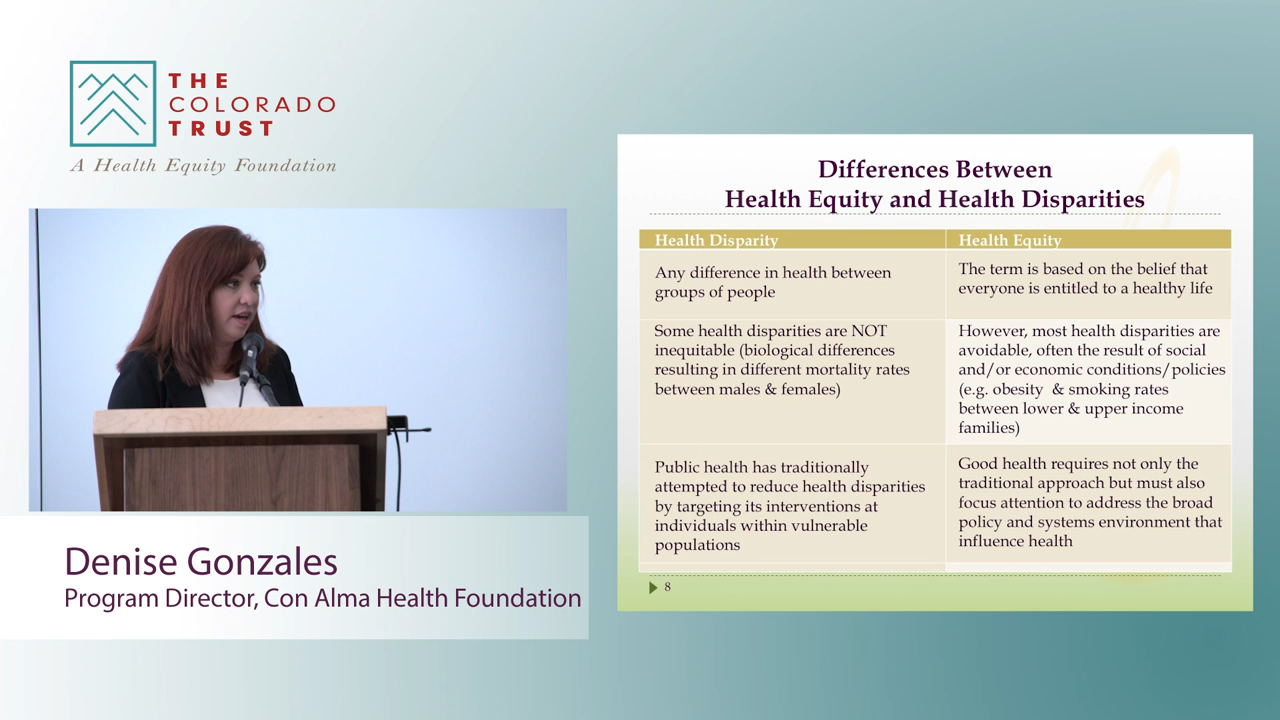 THE
COLORADO
TRUST
A Health Equity Foundation
Denise Gonzales
Program Director, Con Alma Health Foundation
Differences Between
Health Equity and Health Disparities
Health Disparity
Health Equity
Any difference in health between
groups of people
The term is based on the belief that
everyone is entitled to a healthy life
Some health disparities are NOT
inequitable (biological differences
resulting in different mortality rates
between males & females)
However, most health disparities are
avoidable, often the result of social
and/or economic conditions/policies
(e.g. obesity & smoking rates
between lower & upper income
families)
Public health has traditionally
attempted to reduce health disparities
by targeting its interventions at
individuals within vulnerable
populations
Good health requires not only the
traditional approach but must also
focus attention to address the broad
policy and systems environment that
influence health
8